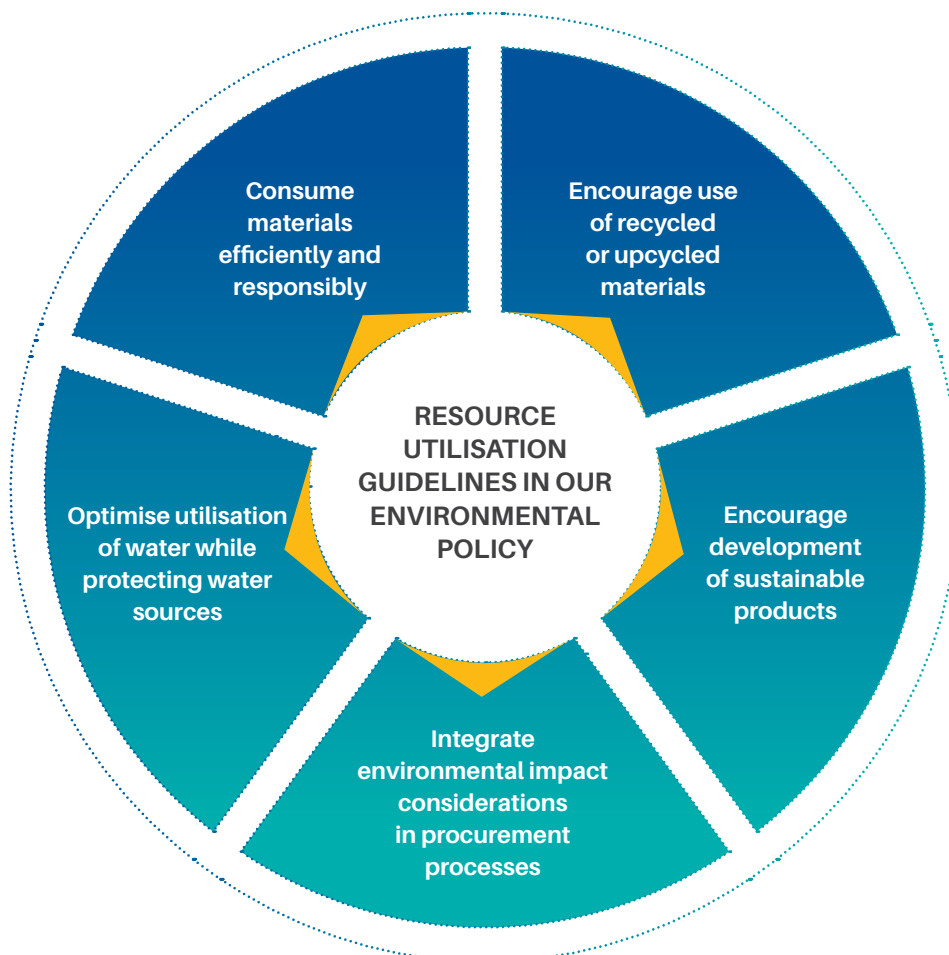 Consume
materials
efficiently and
responsibly
Encourage use
of recycled
or upcycled
materials
RESOURCE
UTILISATION
GUIDELINES IN OUR
ENVIRONMENTAL
POLICY
Optimise utilisation
of water while
protecting water
sources
Encourage
development
of sustainable
products
Integrate
environmental impact
considerations
in procurement
processes